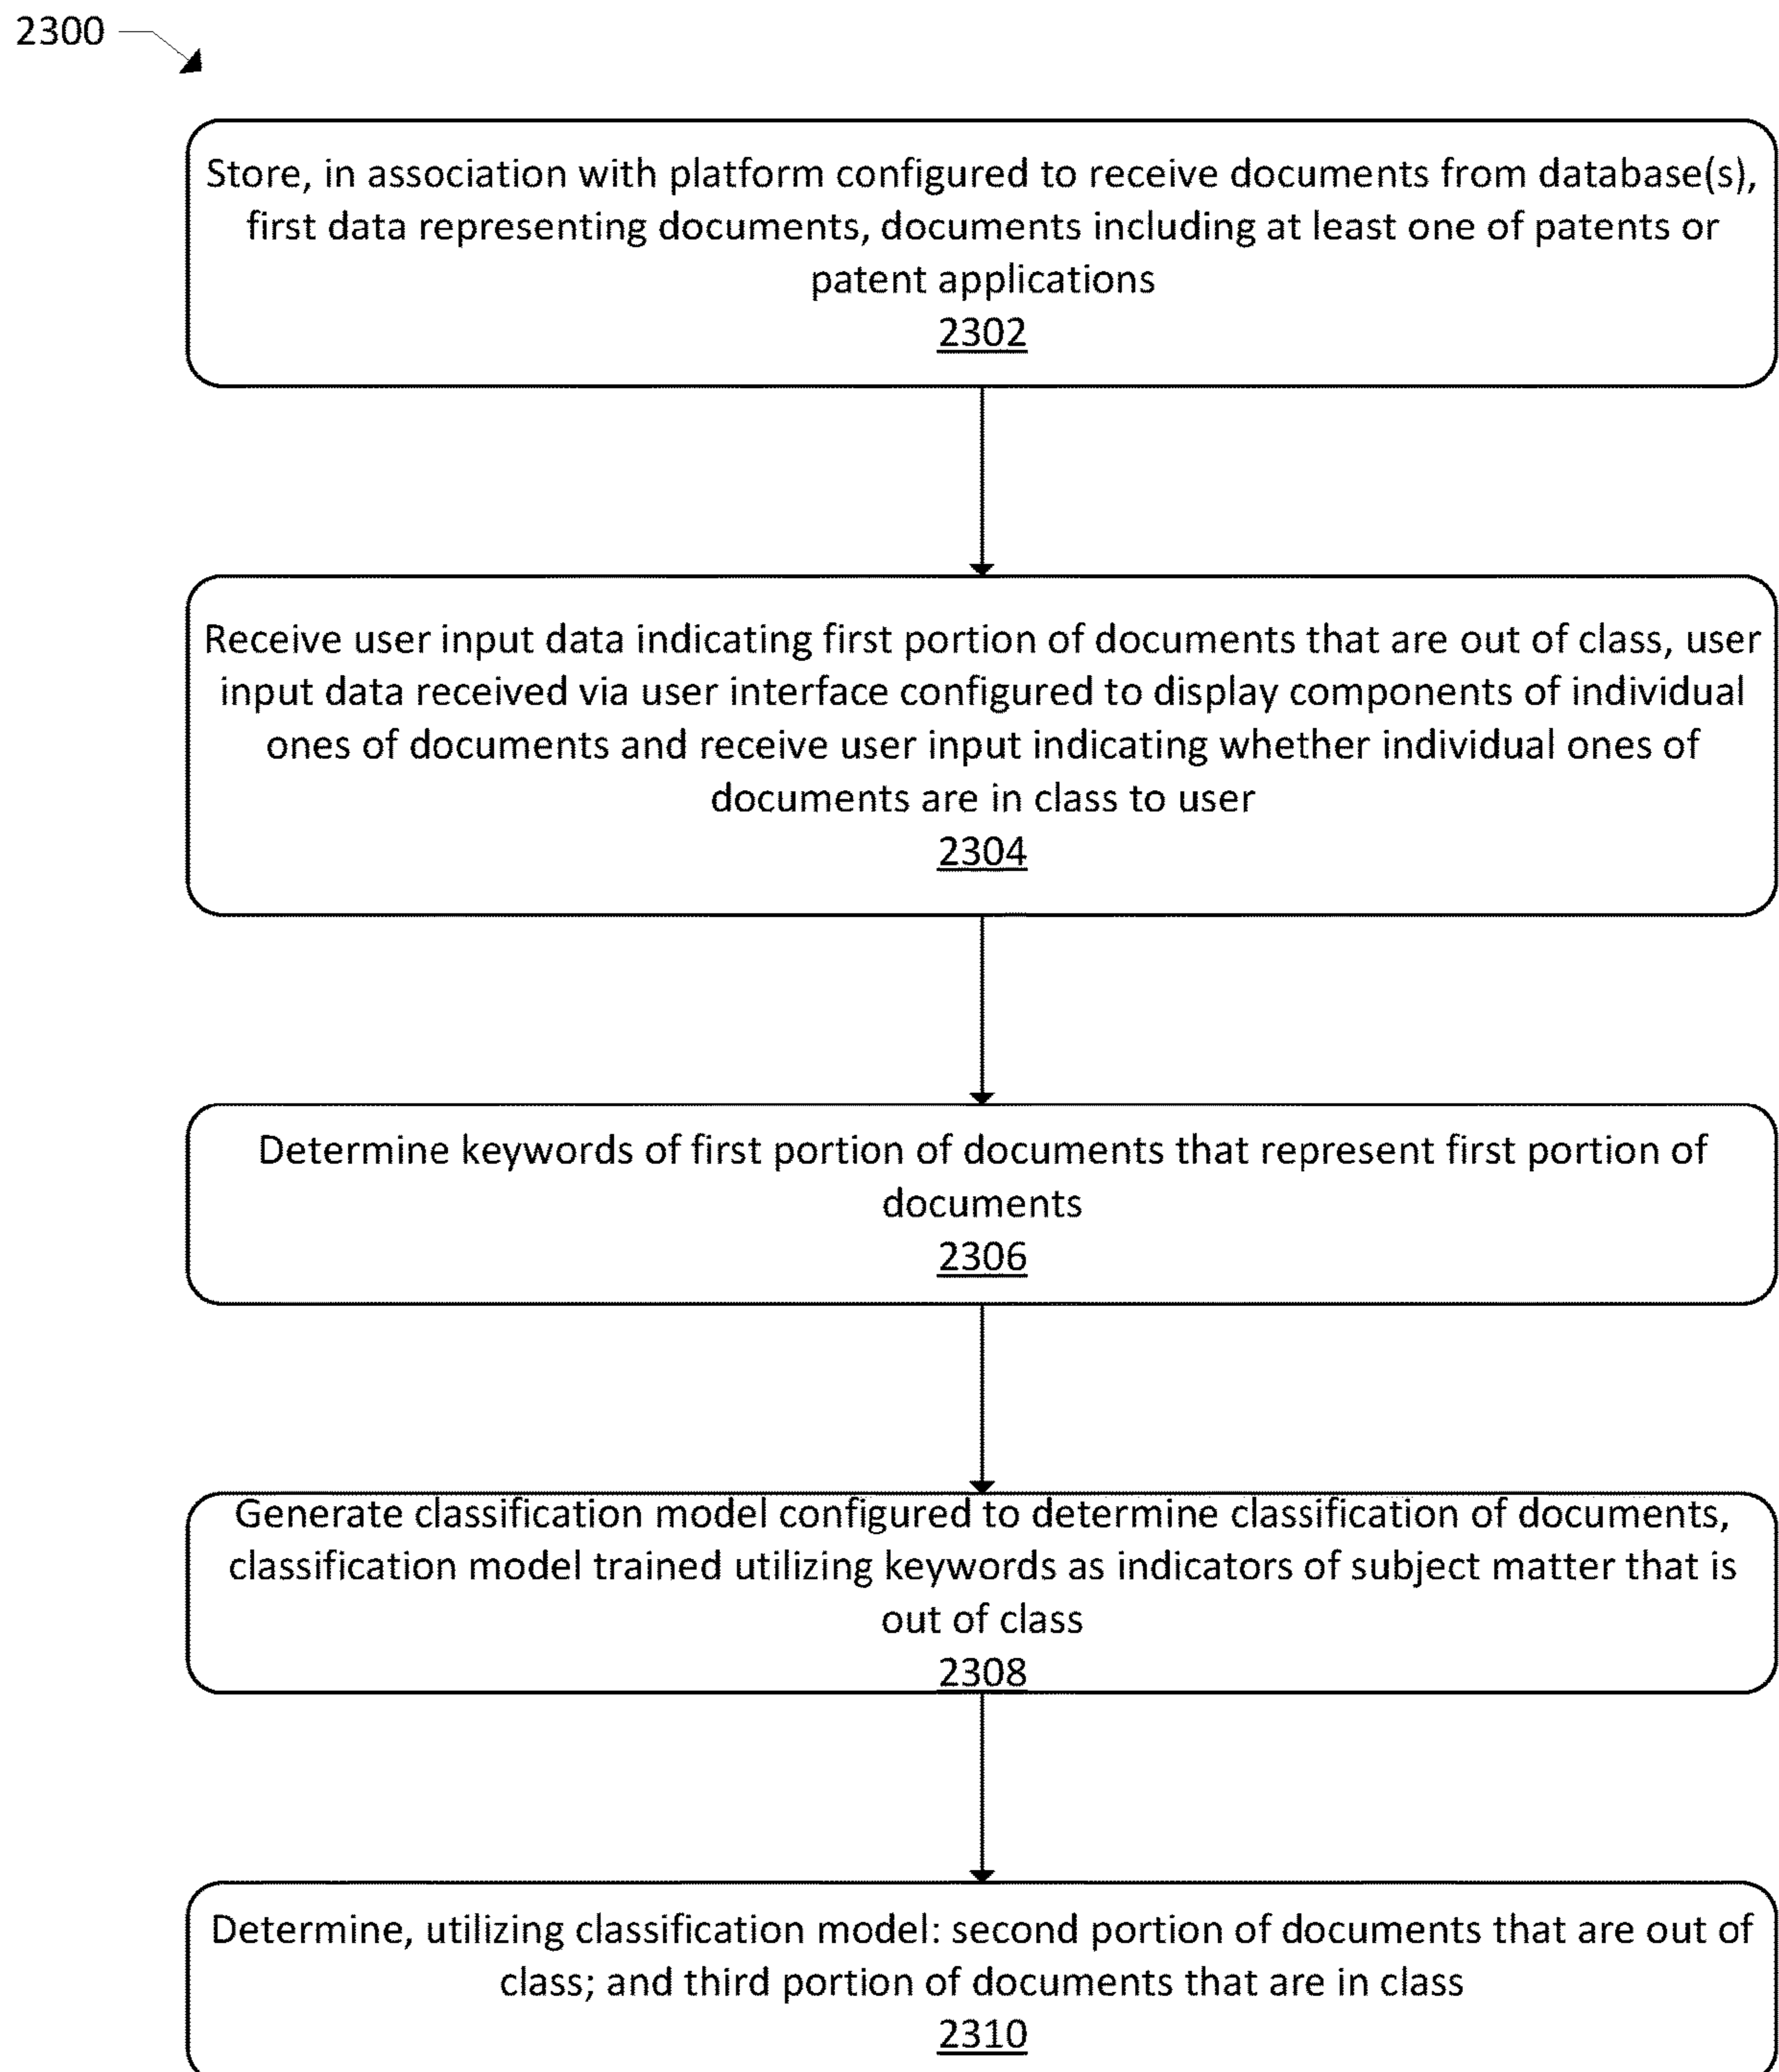 2300
Store, in association with platform configured to receive documents from database(s),
first data representing documents, documents including at least one of patents or
patent applications
2302
Receive user input data indicating first portion of documents that are out of class, user
input data received via user interface configured to display components of individual
ones of documents and receive user input indicating whether individual ones of
documents are in class to user
2304
Determine keywords of first portion of documents that represent first portion of
documents
2306
Generate classification model configured to determine classification of documents,
classification model trained utilizing keywords as indicators of subject matter that is
out of class
2308
Determine, utilizing classification model: second portion of documents that are out of
class; and third portion of documents that are in class
2310